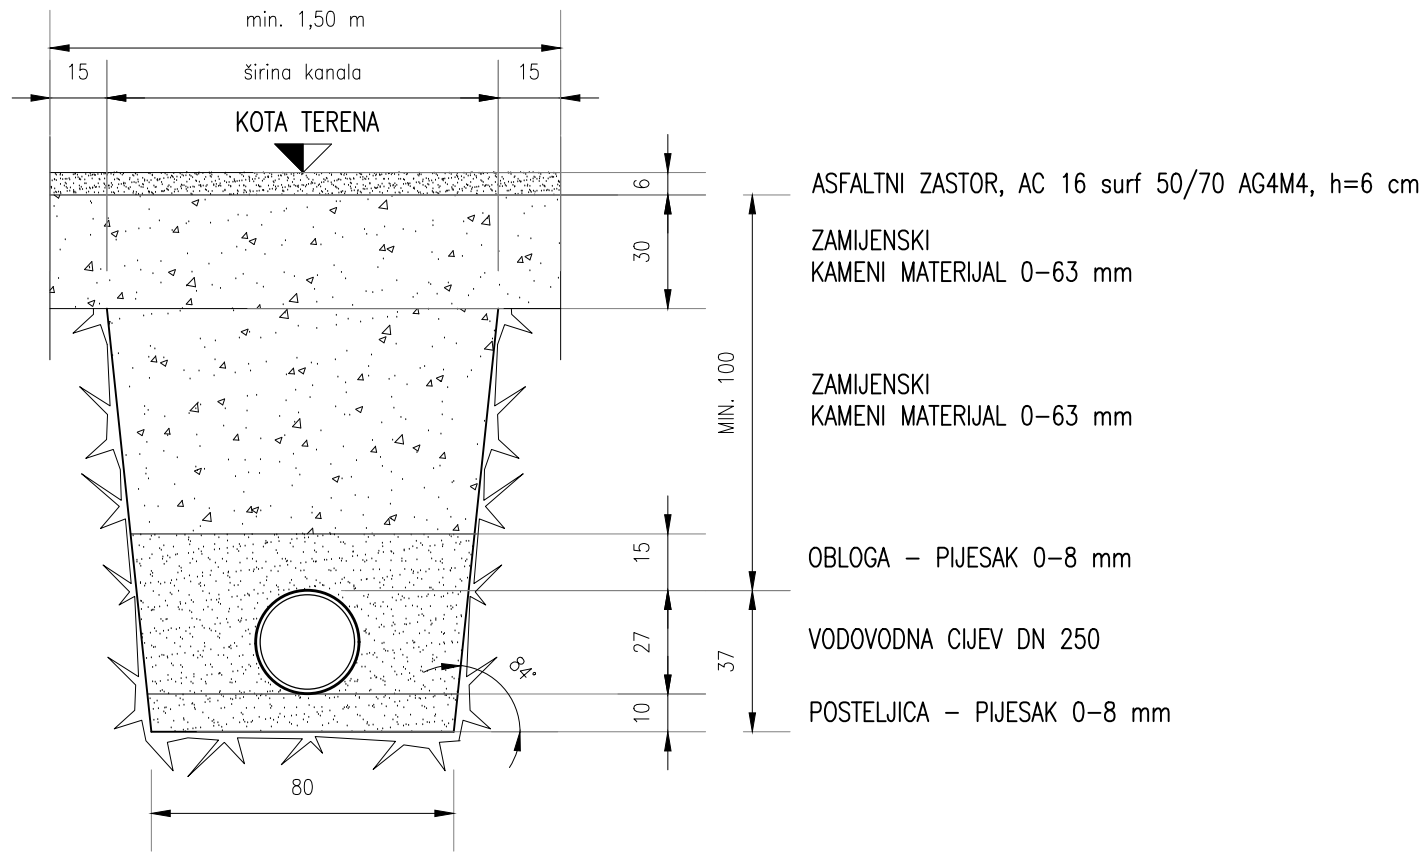 min. 1,50 m
15
širina kanala
15
KOTA TERENA
6
ASFALTNI ZASTOR, AC 16 surf 50/70 AG4M4, h=6 cm
30
ZAMIJENSKI
KAMENI MATERIJAL 0-63 mm
MIN. 100
ZAMIJENSKI
KAMENI MATERIJAL 0-63 mm
15
OBLOGA - PIJESAK 0-8 mm
27
VODOVODNA CIJEV DN 250
37
84°
10
POSTELJICA - PIJESAK 0-8 mm
80